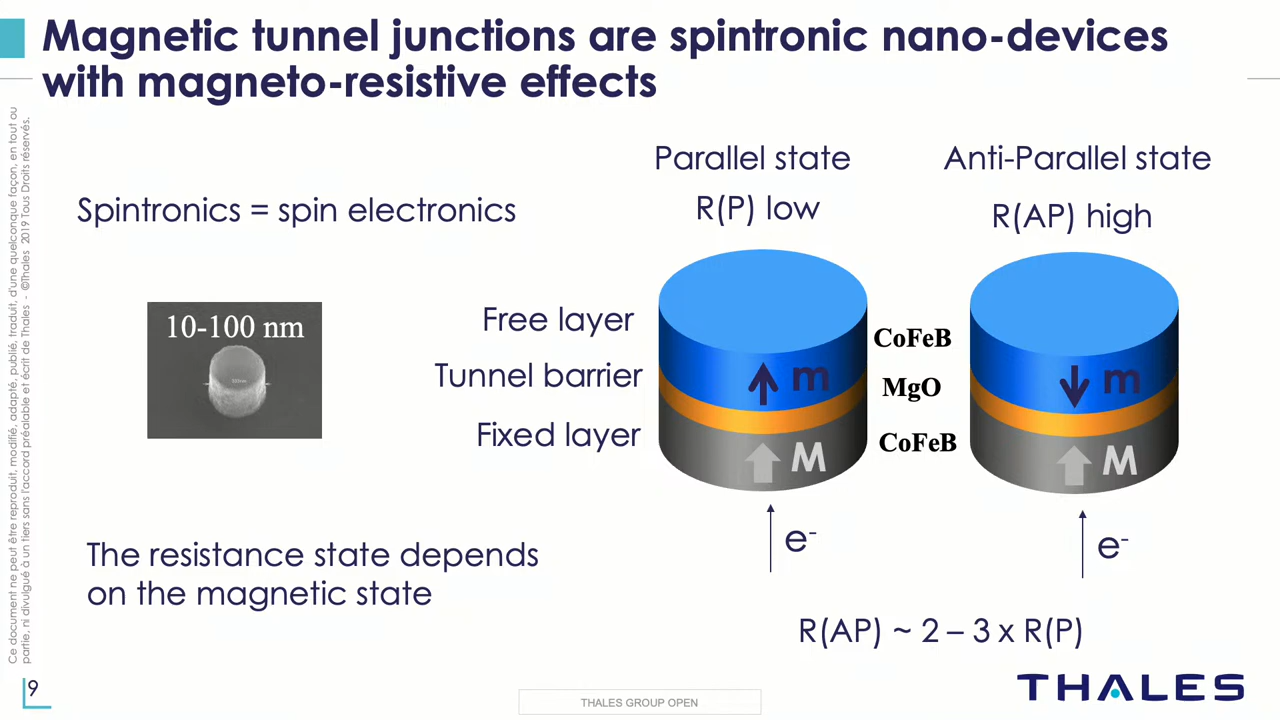 Magnetic tunnel junctions are spintronic nano-devices
with magneto-resistive effects
Ce document ne peut être reproduit, modifié, adapté, publié, traduit, d'une quelconque façon, en tout ou
partie, ni divulgué à un tiers sans l'accord préalable et écrit de Thales - ©Thales 2019 Tous Droits réservés.
Spintronics = spin electronics
10-100 nm
The resistance state depends
on the magnetic state
Parallel state
R(P) low
Anti-Parallel state
R(AP) high
Free layer
Tunnel barrier
Fixed layer
m
M
CoFeB
MgO
CoFeB
m
M
e-
e-
R(AP) ~ 2 – 3 x R(P)
9
THALES GROUP OPEN
THALES